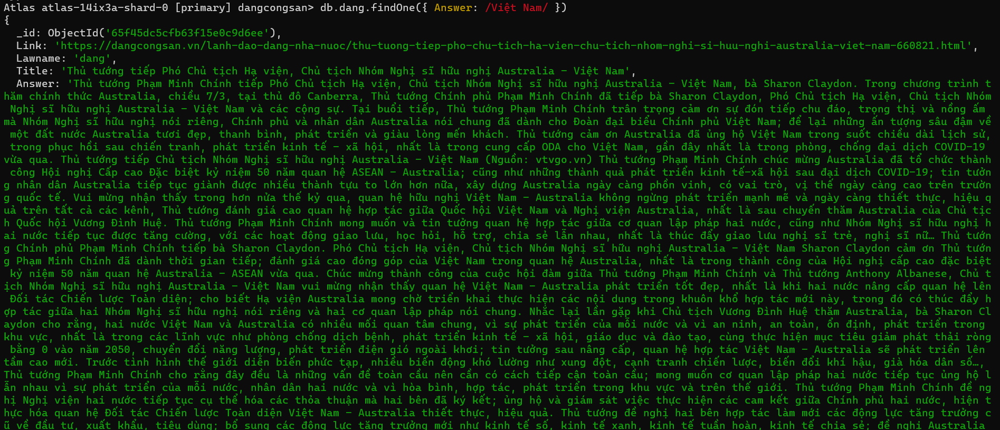 Atlas atlas-14ix3a-shard-0 [primary] dangcongsan> db.dang.findOne({ Answer: /Việt Nam/ })
{
  _id: ObjectId('65f45dc5cfb63f15e0c9d6ee'),
  Link: 'https://dangcongsan.vn/lanh-dao-dang-nha-nuoc/thu-tuong-tiep-pho-chu-tich-ha-vien-chu-tich-nhom-nghi-si-huu-nghi-australia-viet-nam-660821.html',
  Lawname: 'dang',
  Title: 'Thủ tướng tiếp Phó Chủ tịch Hạ viện, Chủ tịch Nhóm Nghị sĩ hữu nghị Australia - Việt Nam',
  Answer: 'Thủ tướng Phạm Minh Chính tiếp Phó Chủ tịch Hạ viện, Chủ tịch Nhóm Nghị sĩ hữu nghị Australia - Việt Nam, bà Sharon Claydon. Trong chương trình t
hăm chính thức Australia, chiều 7/3, tại thủ đô Canberra, Thủ tướng Chính phủ Phạm Minh Chính đã tiếp bà Sharon Claydon, Phó Chủ tịch Hạ viện, Chủ tịch Nhóm
 Nghị sĩ hữu nghị Australia - Việt Nam và các cộng sự. Tại buổi tiếp, Thủ tướng Phạm Minh Chính trân trọng cảm ơn sự đón tiếp chu đáo, trọng thị và nồng ấm
mà Nhóm Nghị sĩ hữu nghị nói riêng, Chính phủ và nhân dân Australia nói chung đã dành cho Đoàn đại biểu Chính phủ Việt Nam; để lại những ấn tượng sâu đậm về
 một đất nước Australia tươi đẹp, thanh bình, phát triển và giàu lòng mến khách. Thủ tướng cảm ơn Australia đã ủng hộ Việt Nam trong suốt chiều dài lịch sử,
 trong phục hồi sau chiến tranh, phát triển kinh tế - xã hội, nhất là trong cung cấp ODA cho Việt Nam, gần đây nhất là trong phòng, chống đại dịch COVID-19
vừa qua. Thủ tướng tiếp Chủ tịch Nhóm Nghị sĩ hữu nghị Australia - Việt Nam (Nguồn: vtvgo.vn) Thủ tướng Phạm Minh Chính chúc mừng Australia đã tổ chức thành
 công Hội nghị Cấp cao Đặc biệt kỷ niệm 50 năm quan hệ ASEAN - Australia; cũng như những thành quả phát triển kinh tế-xã hội sau đại dịch COVID-19; tin tưởn
g nhân dân Australia tiếp tục giành được nhiều thành tựu to lớn hơn nữa, xây dựng Australia ngày càng phồn vinh, có vai trò, vị thế ngày càng cao trên trườn
g quốc tế. Vui mừng nhận thấy trong hơn nửa thế kỷ qua, quan hệ hữu nghị Việt Nam - Australia không ngừng phát triển mạnh mẽ và ngày càng thiết thực, hiệu q
uả trên tất cả các kênh, Thủ tướng đánh giá cao quan hệ hợp tác giữa Quốc hội Việt Nam và Nghị viện Australia, nhất là sau chuyến thăm Australia của Chủ tịc
h Quốc hội Vương Đình Huệ. Thủ tướng Phạm Minh Chính mong muốn và tin tưởng quan hệ hợp tác giữa cơ quan lập pháp hai nước, cũng như Nhóm Nghị sĩ hữu nghị h
ai nước tiếp tục được tăng cường, với các hoạt động giao lưu, học hỏi, hỗ trợ, chia sẻ lẫn nhau, nhất là thúc đẩy giao lưu nghị sĩ trẻ, nghị sĩ nữ… Thủ tướn
g Chính phủ Phạm Minh Chính tiếp bà Sharon Claydon. Phó Chủ tịch Hạ viện, Chủ tịch Nhóm Nghị sĩ hữu nghị Australia - Việt Nam Sharon Claydon cảm ơn Thủ tướn
g Phạm Minh Chính đã dành thời gian tiếp; đánh giá cao đóng góp của Việt Nam trong quan hệ Australia, nhất là trong thành công của Hội nghị cấp cao đặc biệt
 kỷ niệm 50 năm quan hệ Australia - ASEAN vừa qua. Chúc mừng thành công của cuộc hội đàm giữa Thủ tướng Phạm Minh Chính và Thủ tướng Anthony Albanese, Chủ t
ịch Nhóm Nghị sĩ hữu nghị Australia - Việt Nam vui mừng nhận thấy quan hệ Việt Nam - Australia phát triển tốt đẹp, nhất là khi hai nước nâng cấp quan hệ lên
 Đối tác Chiến lược Toàn diện; cho biết Hạ viện Australia mong chờ triển khai thực hiện các nội dung trong khuôn khổ hợp tác mới này, trong đó có thúc đẩy h
ợp tác giữa hai Nhóm Nghị sĩ hữu nghị nói riêng và hai cơ quan lập pháp nói chung. Nhắc lại lần gặp khi Chủ tịch Vương Đình Huệ thăm Australia, bà Sharon Cl
aydon cho rằng, hai nước Việt Nam và Australia có nhiều mối quan tâm chung, vì sự phát triển của mỗi nước và vì an ninh, an toàn, ổn định, phát triển trong
khu vực, nhất là trong các lĩnh vực như phòng chống dịch bệnh, phát triển kinh tế - xã hội, giáo dục và đào tạo, cùng thực hiện mục tiêu giảm phát thải ròng
 bằng 0 vào năm 2050, chuyển đổi năng lượng, phát triển điện gió ngoài khơi; tin tưởng sau nâng cấp, quan hệ hợp tác Việt Nam - Australia sẽ phát triển lên
tầm cao mới. Trước tình hình thế giới diễn biến phức tạp, nhiều biến động khó lường như xung đột, cạnh tranh chiến lược, biến đổi khí hậu, già hóa dân số…,
Thủ tướng Phạm Minh Chính cho rằng đây đều là những vấn đề toàn cầu nên cần có cách tiếp cận toàn cầu; mong muốn cơ quan lập pháp hai nước tiếp tục ủng hộ l
ẫn nhau vì sự phát triển của mỗi nước, nhân dân hai nước và vì hòa bình, hợp tác, phát triển trong khu vực và trên thế giới. Thủ tướng Phạm Minh Chính đề ng
hị Nghị viện hai nước tiếp tục cụ thể hóa các thỏa thuận mà hai bên đã ký kết; ủng hộ và giám sát việc thực hiện các cam kết giữa Chính phủ hai nước, hiện t
hực hóa quan hệ Đối tác Chiến lược Toàn diện Việt Nam - Australia thiết thực, hiệu quả. Thủ tướng đề nghị hai bên hợp tác làm mới các động lực tăng trưởng c
ũ về đầu tư, xuất khẩu, tiêu dùng; bổ sung các động lực tăng trưởng mới như kinh tế số, kinh tế xanh, kinh tế tuần hoàn, kinh tế chia sẻ; đề nghị Australia